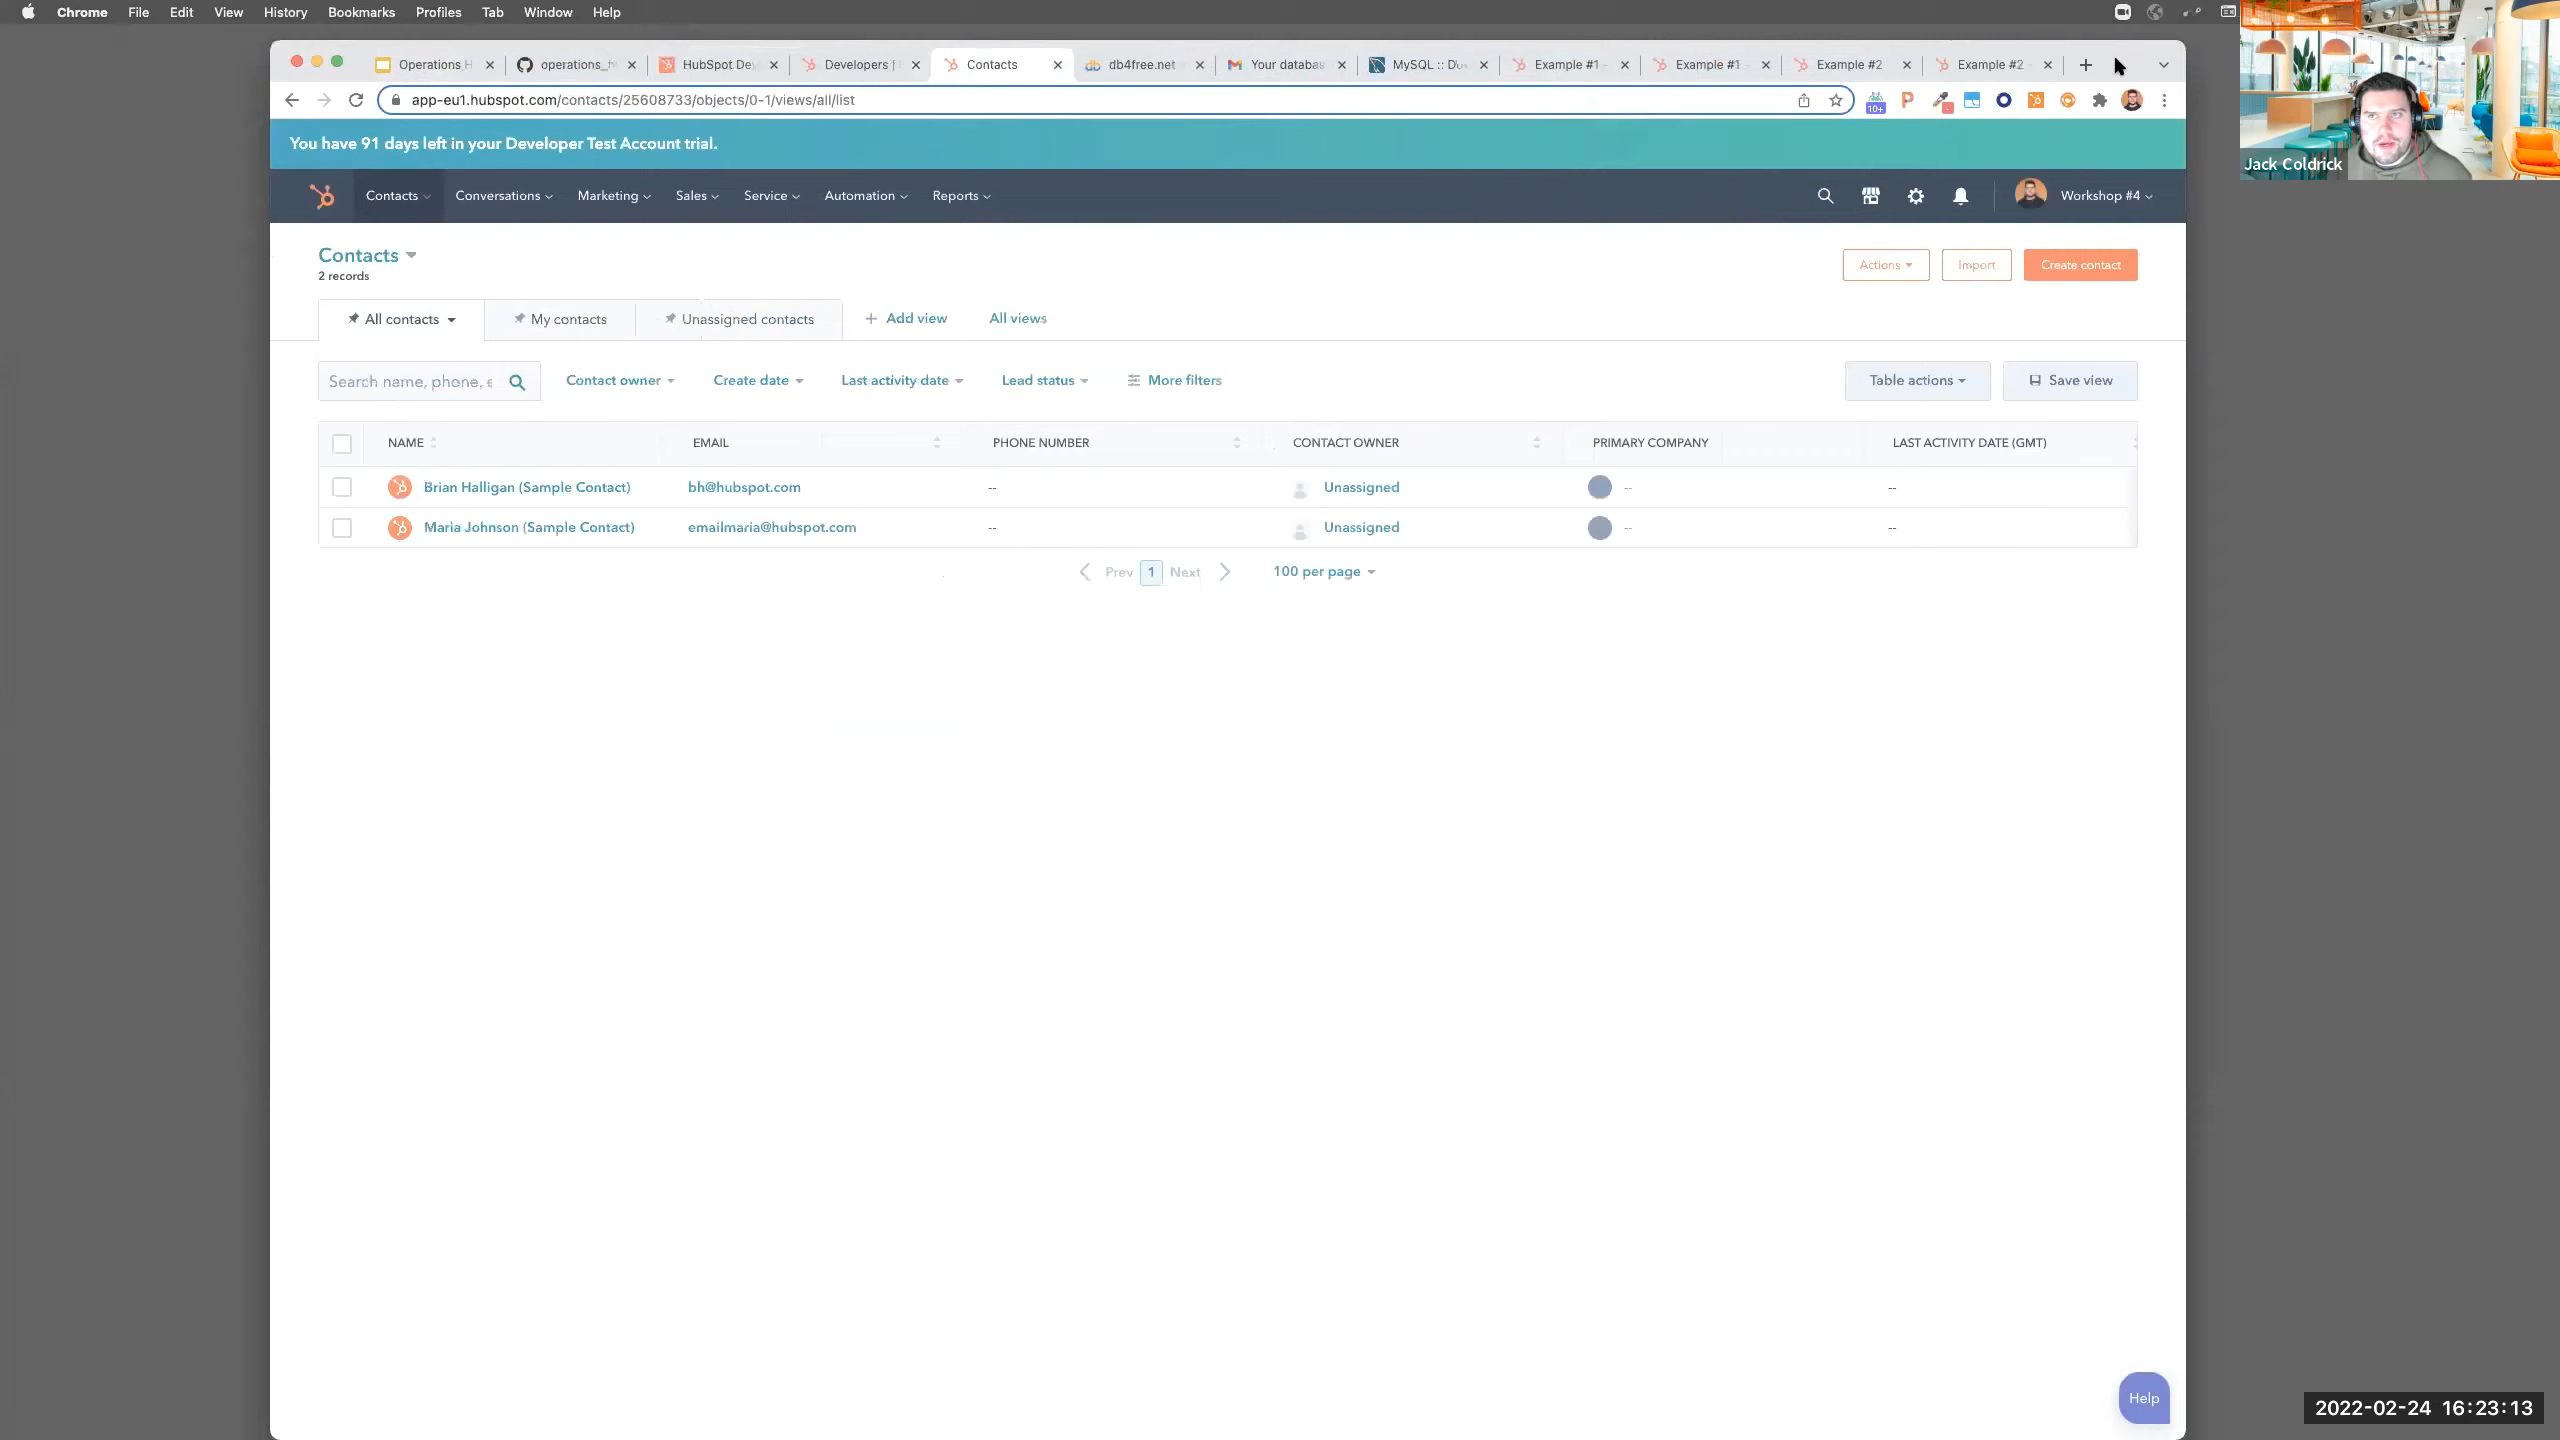 Chrome File Edit View History Bookmarks Profiles Tab Window Help
Operations H operations_ HubSpot Dev Developers | Contacts db4free.net Your databas MySQL :: Do Example #1 - Example #1 Example #2 Example #2
app-eu1.hubspot.com/contacts/25608733/objects/0-1/views/all/list
10+
You have 91 days left in your Developer Test Account trial.
Jack Coldrick
Contacts Conversations Marketing Sales Service Automation Reports Workshop #4
Contacts
2 records
Actions Import Create contact
All contacts My contacts Unassigned contacts + Add view All views
Search name, phone, e Contact owner Create date Last activity date Lead status More filters Table actions Save view
NAME EMAIL PHONE NUMBER CONTACT OWNER PRIMARY COMPANY LAST ACTIVITY DATE (GMT)
Brian Halligan (Sample Contact) bh@hubspot.com -- Unassigned -- --
Maria Johnson (Sample Contact) emailmaria@hubspot.com -- Unassigned -- --
Prev 1 Next 100 per page
Help
2022-02-24 16:23:13